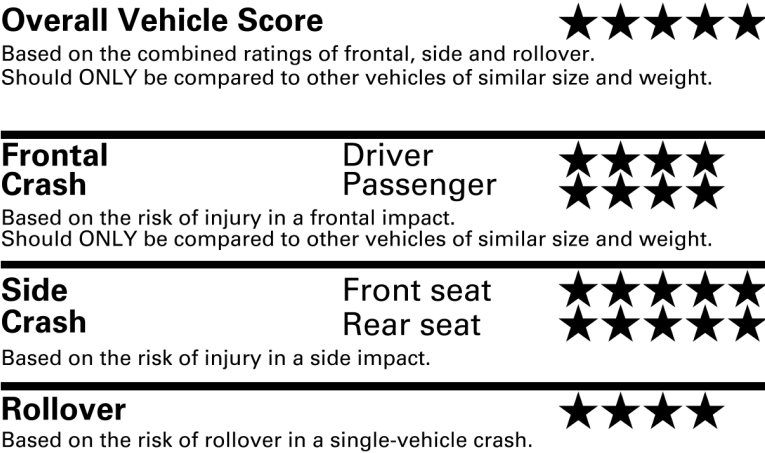 Overall Vehicle Score ★★★★★
Based on the combined ratings of frontal, side and rollover.
Should ONLY be compared to other vehicles of similar size and weight.
Frontal Driver ★★★★
Crash Passenger ★★★★
Based on the risk of injury in a frontal impact.
Should ONLY be compared to other vehicles of similar size and weight.
Side Front seat ★★★★★
Crash Rear seat ★★★★★
Based on the risk of injury in a side impact.
Rollover ★★★★
Based on the risk of rollover in a single-vehicle crash.